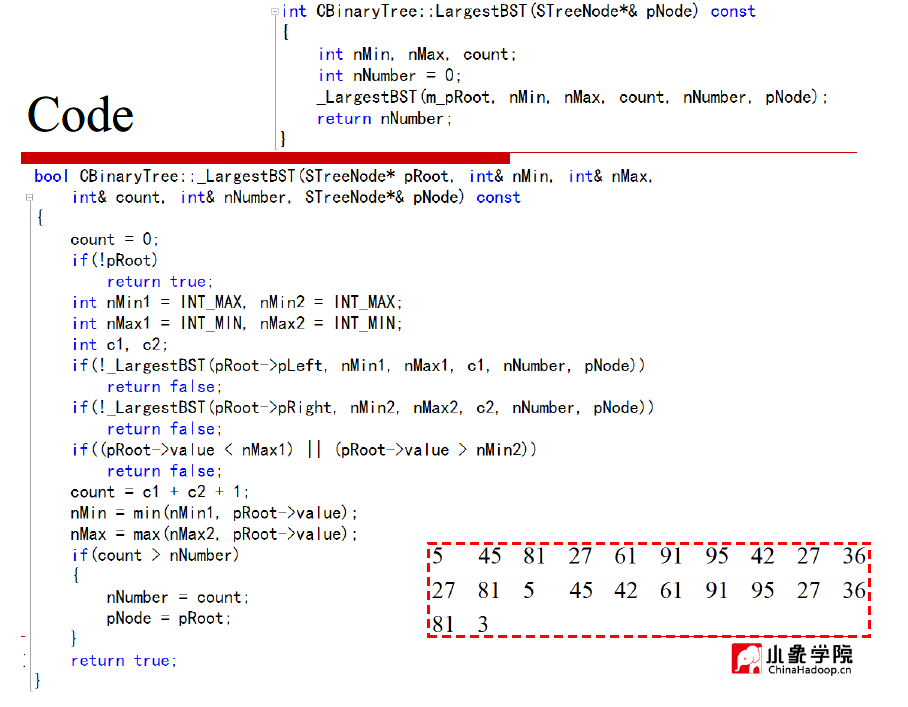 int CBinaryTree::LargestBST(STreeNode*& pNode) const
{
int nMin, nMax, count;
int nNumber = 0;
_LargestBST(m_pRoot, nMin, nMax, count, nNumber, pNode);
return nNumber;
}
Code
bool CBinaryTree::_LargestBST(STreeNode* pRoot, int& nMin, int& nMax,
int& count, int& nNumber, STreeNode*& pNode) const
{
count = 0;
if(!pRoot)
return true;
int nMin1 = INT_MAX, nMin2 = INT_MAX;
int nMax1 = INT_MIN, nMax2 = INT_MIN;
int c1, c2;
if(!_LargestBST(pRoot->pLeft, nMin1, nMax1, c1, nNumber, pNode))
return false;
if(!_LargestBST(pRoot->pRight, nMin2, nMax2, c2, nNumber, pNode))
return false;
if((pRoot->value < nMax1) || (pRoot->value > nMin2))
return false;
count = c1 + c2 + 1;
nMin = min(nMin1, pRoot->value);
nMax = max(nMax2, pRoot->value);
if(count > nNumber)
{
nNumber = count;
pNode = pRoot;
}
return true;
}
5 45 81 27 61 91 95 42 27 36
27 81 5 45 42 61 91 95 27 36
81 3
小象学院
ChinaHadoop.cn